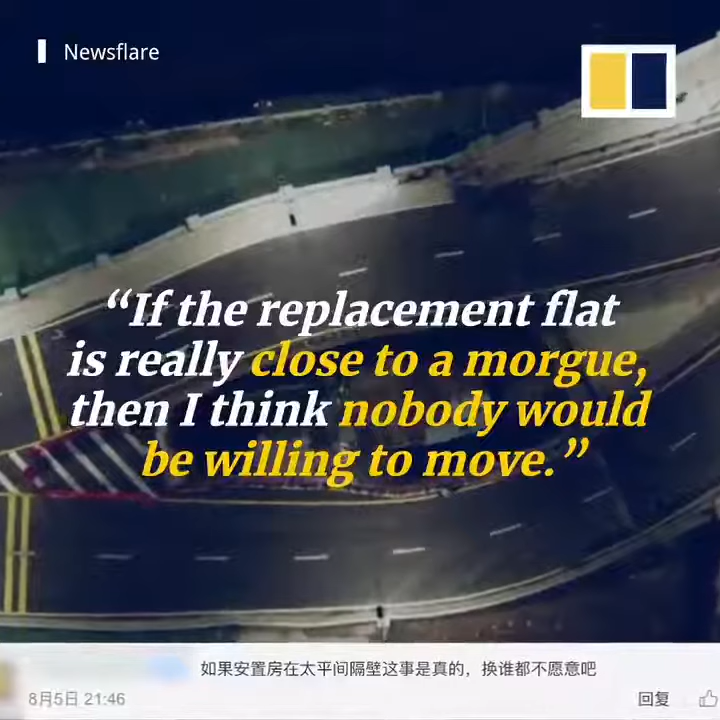 Newsflare
“If the replacement flat
is really close to a morgue,
then I think nobody would
be willing to move.”
如果安置房在太平间隔壁这事是真的，换谁都不愿意吧
8月5日 21:46
回复